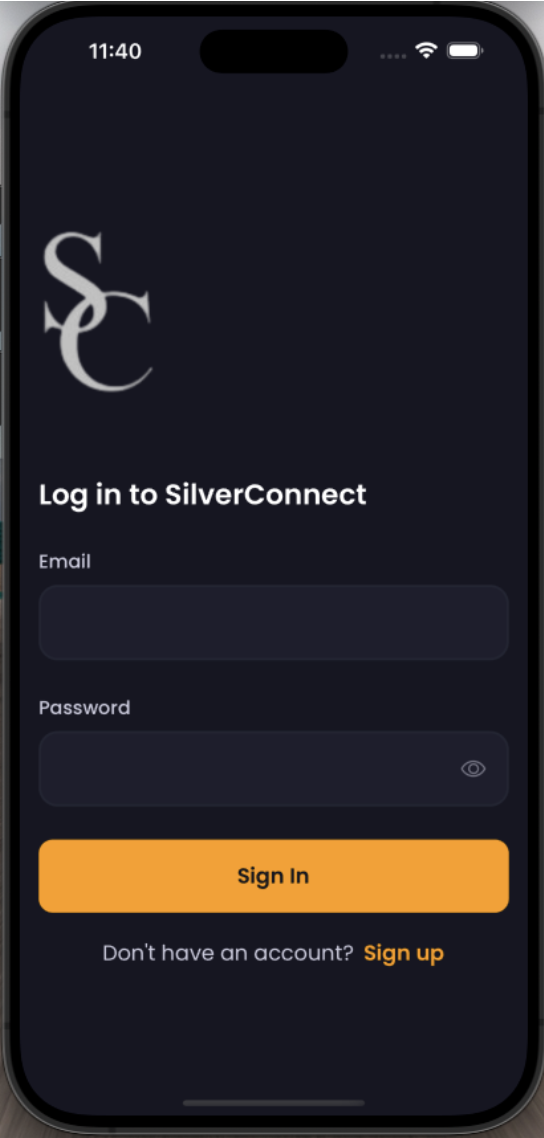 11:40
SC
Log in to SilverConnect
Email
Password
Sign In
Don't have an account? Sign up